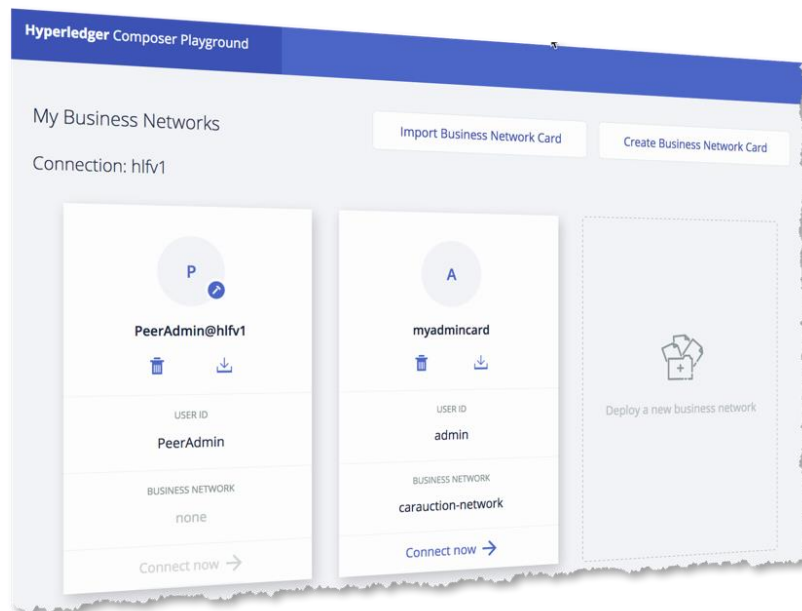 Hyperledger Composer Playground
My Business Networks
Import Business Network Card
Create Business Network Card
Connection: hlfv1
P
PeerAdmin@hlfv1
USER ID
PeerAdmin
BUSINESS NETWORK
none
Connect now
A
myadmincard
USER ID
admin
BUSINESS NETWORK
carauction-network
Connect now
Deploy a new business network